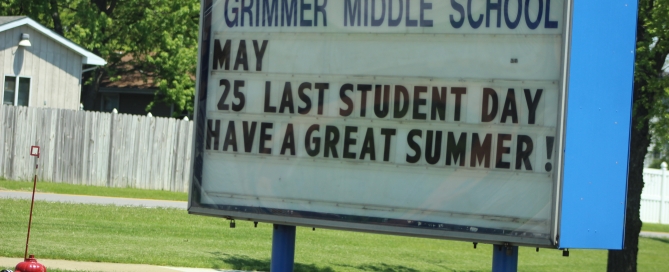 GRIMMER MIDDLE SCHOOL
MAY
25 LAST STUDENT DAY
HAVE A GREAT SUMMER!